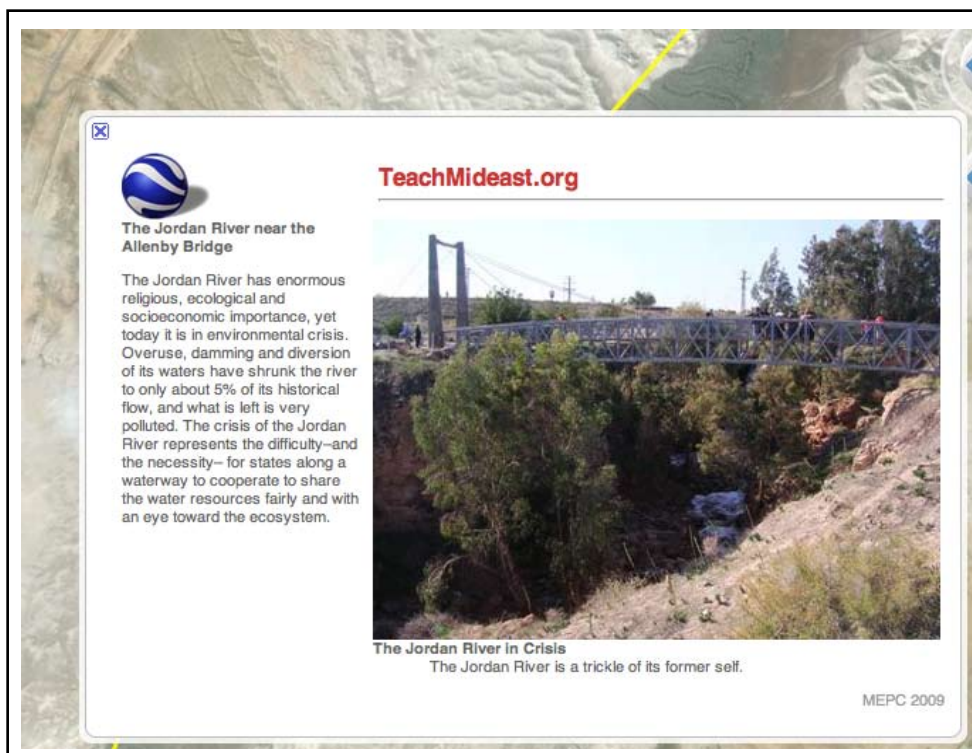 TeachMideast.org
The Jordan River near the
Allenby Bridge
The Jordan River has enormous
religious, ecological and
socioeconomic importance, yet
today it is in environmental crisis.
Overuse, damming and diversion
of its waters have shrunk the river
to only about 5% of its historical
flow, and what is left is very
polluted. The crisis of the Jordan
River represents the difficulty–and
the necessity– for states along a
waterway to cooperate to share
the water resources fairly and with
an eye toward the ecosystem.
The Jordan River in Crisis
The Jordan River is a trickle of its former self.
MEPC 2009